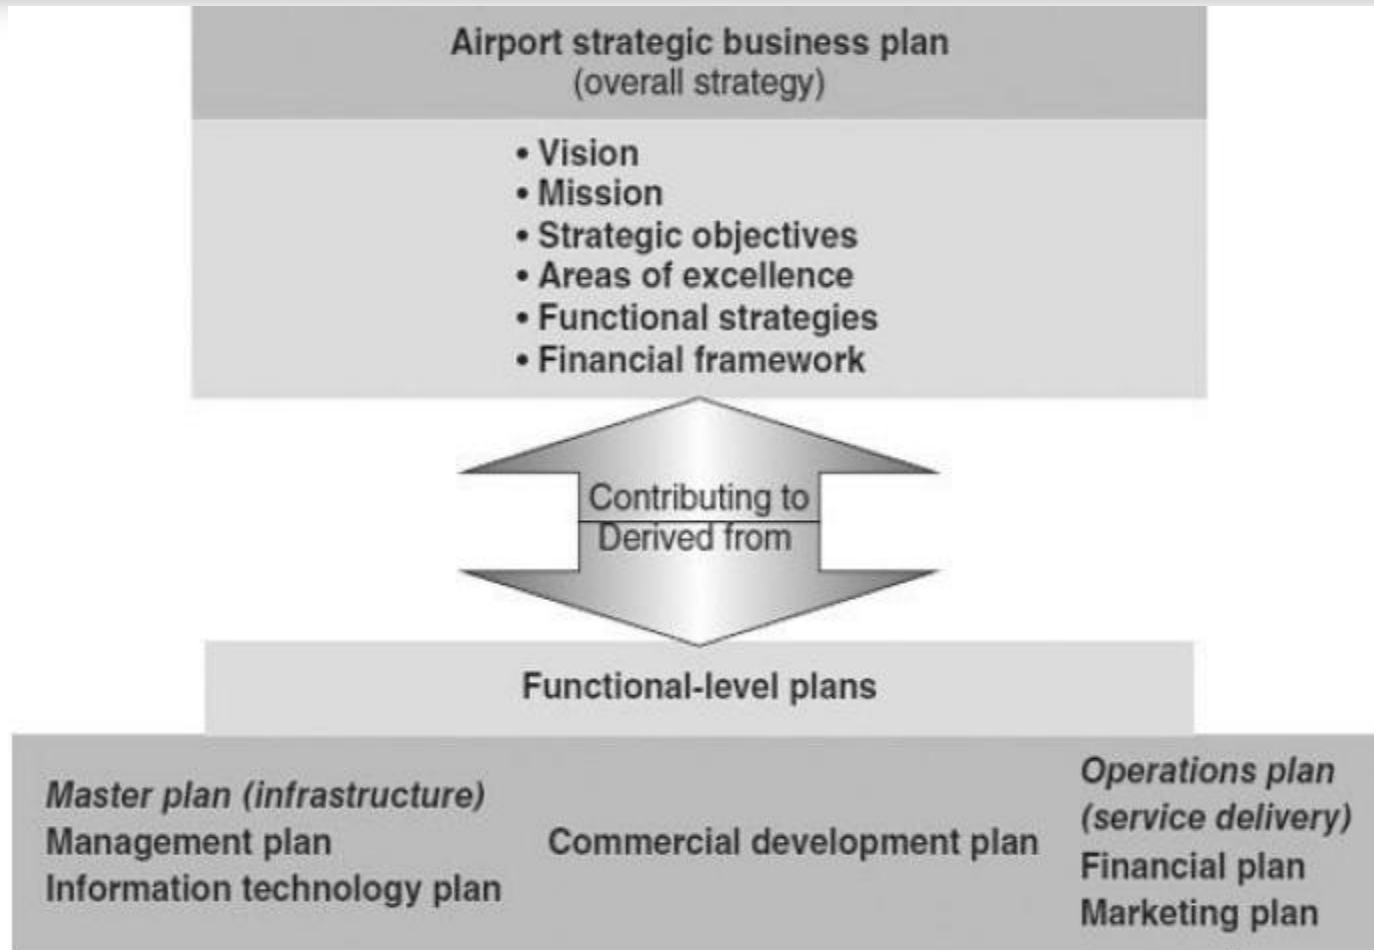 Airport strategic business plan
(overall strategy)
• Vision
• Mission
• Strategic objectives
• Areas of excellence
• Functional strategies
• Financial framework
Contributing to
Derived from
Functional-level plans
Master plan (infrastructure)
Management plan
Information technology plan
Commercial development plan
Operations plan
(service delivery)
Financial plan
Marketing plan